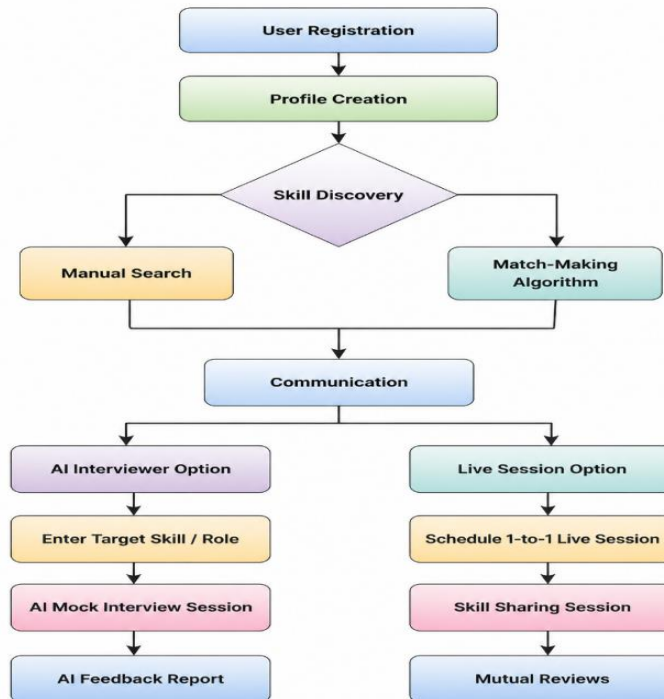 User Registration
Profile Creation
Skill Discovery
Manual Search
Match-Making
Algorithm
Communication
AI Interviewer Option
Live Session Option
Enter Target Skill / Role
Schedule 1-to-1 Live Session
AI Mock Interview Session
Skill Sharing Session
AI Feedback Report
Mutual Reviews